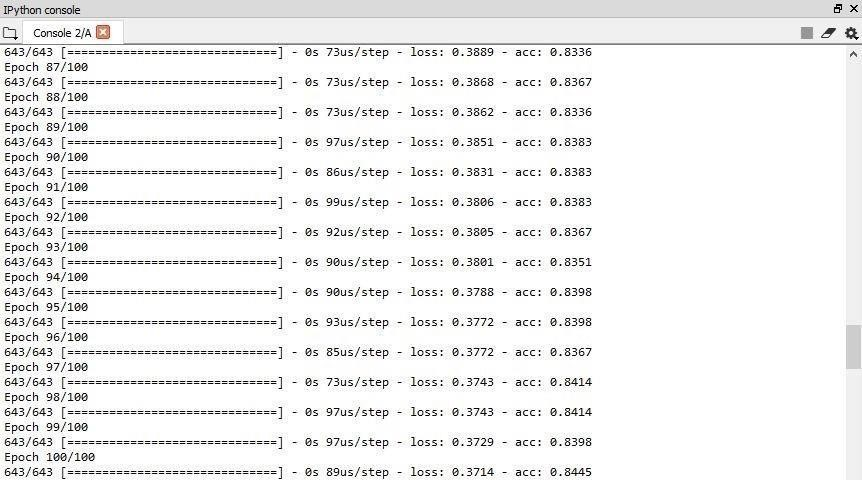 IPython console
Console 2/A
643/643 [==============================] - 0s 73us/step - loss: 0.3889 - acc: 0.8336
Epoch 87/100
643/643 [==============================] - 0s 73us/step - loss: 0.3868 - acc: 0.8367
Epoch 88/100
643/643 [==============================] - 0s 73us/step - loss: 0.3862 - acc: 0.8336
Epoch 89/100
643/643 [==============================] - 0s 97us/step - loss: 0.3851 - acc: 0.8383
Epoch 90/100
643/643 [==============================] - 0s 86us/step - loss: 0.3831 - acc: 0.8383
Epoch 91/100
643/643 [==============================] - 0s 99us/step - loss: 0.3806 - acc: 0.8383
Epoch 92/100
643/643 [==============================] - 0s 92us/step - loss: 0.3805 - acc: 0.8367
Epoch 93/100
643/643 [==============================] - 0s 90us/step - loss: 0.3801 - acc: 0.8351
Epoch 94/100
643/643 [==============================] - 0s 90us/step - loss: 0.3788 - acc: 0.8398
Epoch 95/100
643/643 [==============================] - 0s 93us/step - loss: 0.3772 - acc: 0.8398
Epoch 96/100
643/643 [==============================] - 0s 85us/step - loss: 0.3772 - acc: 0.8367
Epoch 97/100
643/643 [==============================] - 0s 73us/step - loss: 0.3743 - acc: 0.8414
Epoch 98/100
643/643 [==============================] - 0s 97us/step - loss: 0.3743 - acc: 0.8414
Epoch 99/100
643/643 [==============================] - 0s 97us/step - loss: 0.3729 - acc: 0.8398
Epoch 100/100
643/643 [==============================] - 0s 89us/step - loss: 0.3714 - acc: 0.8445